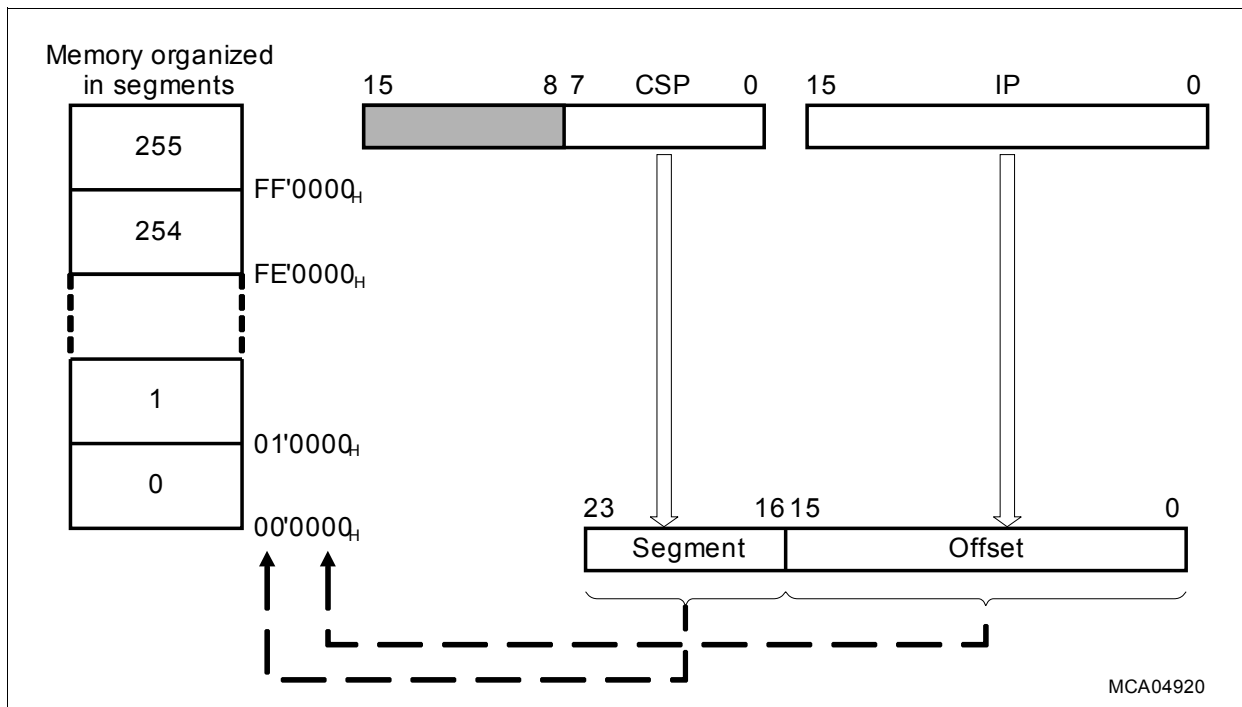 Memory organized
in segments
15 8 7 CSP 0 15 IP 0
255
FF'0000H
254
FE'0000H
1
01'0000H
0
00'0000H
23 16 15 0
Segment Offset
MCA04920